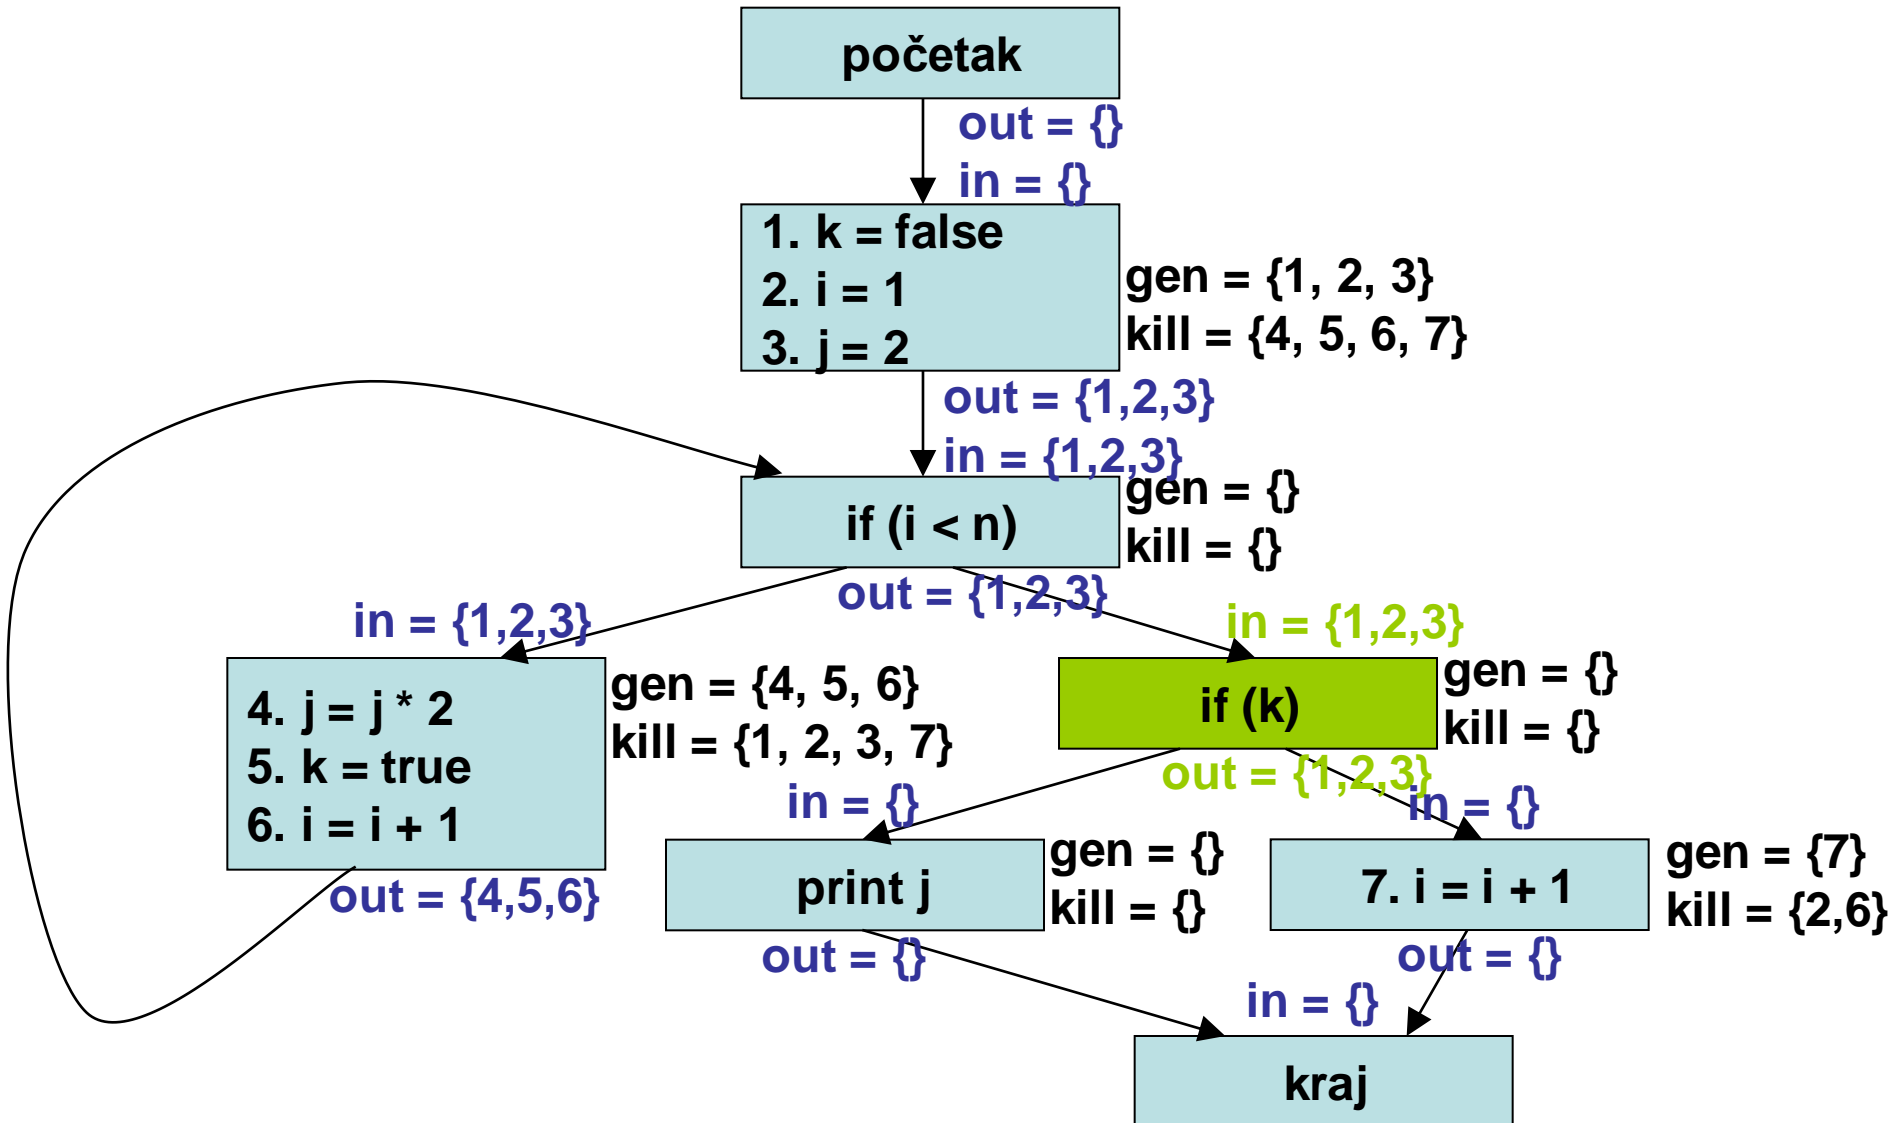 početak
out = {}
in = {}
1. k = false
2. i = 1
3. j = 2
gen = {1, 2, 3}
kill = {4, 5, 6, 7}
out = {1,2,3}
in = {1,2,3}
if (i < n)
gen = {}
kill = {}
out = {1,2,3}
in = {1,2,3}
4. j = j * 2
5. k = true
6. i = i + 1
gen = {4, 5, 6}
kill = {1, 2, 3, 7}
out = {4,5,6}
in = {1,2,3}
if (k)
gen = {}
kill = {}
out = {1,2,3}
in = {}
print j
gen = {}
kill = {}
out = {}
in = {}
7. i = i + 1
gen = {7}
kill = {2,6}
out = {}
in = {}
kraj